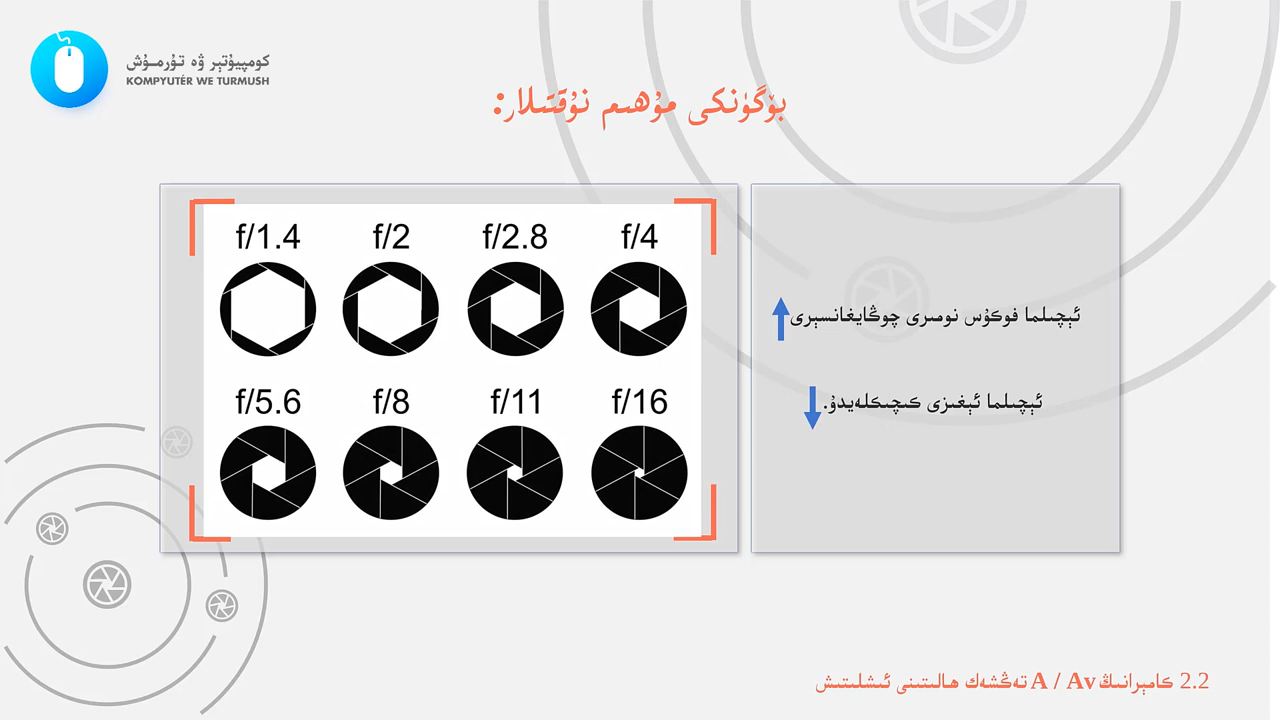 كومپيۇتېر ۋە تۇرمۇش
KOMPYUTÉR WE TURMUSH
بۈگۈنكى مۇھىم نۇقتىلار:
f/1.4 f/2 f/2.8 f/4
f/5.6 f/8 f/11 f/16
ئېچىلما فوكۇس نومىرى چوڭايغانسېرى
ئېچىلما ئېغىزى كىچىكلەيدۇ.
2.2 كامېرانىڭ A / Av تەڭشەك ھالىتىنى ئىشلىتىش